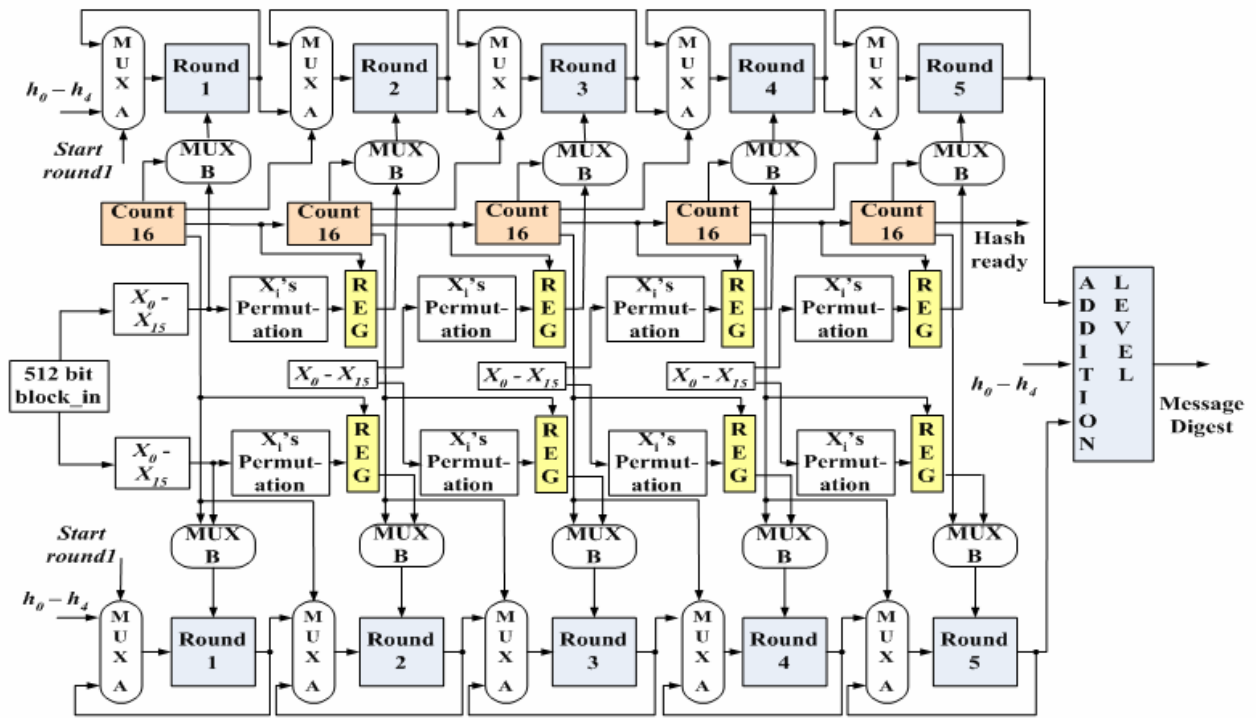 M U X A
Round
1
M U X A
Round
2
M U X A
Round
3
M U X A
Round
4
M U X A
Round
5
h₀ – h₄
Start
round1
MUX
B
MUX
B
MUX
B
MUX
B
MUX
B
Count
16
Count
16
Count
16
Count
16
Count
16
Hash
ready
X₀ -
X₁₅
Xᵢ's
Permut-
ation
R E G
Xᵢ's
Permut-
ation
R E G
Xᵢ's
Permut-
ation
R E G
Xᵢ's
Permut-
ation
R E G
512 bit
block_in
X₀ - X₁₅
X₀ - X₁₅
X₀ - X₁₅
h₀ – h₄
ADDITION
LEVEL
Message
Digest
X₀ -
X₁₅
Xᵢ's
Permut-
ation
R E G
Xᵢ's
Permut-
ation
R E G
Xᵢ's
Permut-
ation
R E G
Xᵢ's
Permut-
ation
R E G
Start
round1
MUX
B
MUX
B
MUX
B
MUX
B
MUX
B
h₀ – h₄
M U X A
Round
1
M U X A
Round
2
M U X A
Round
3
M U X A
Round
4
M U X A
Round
5